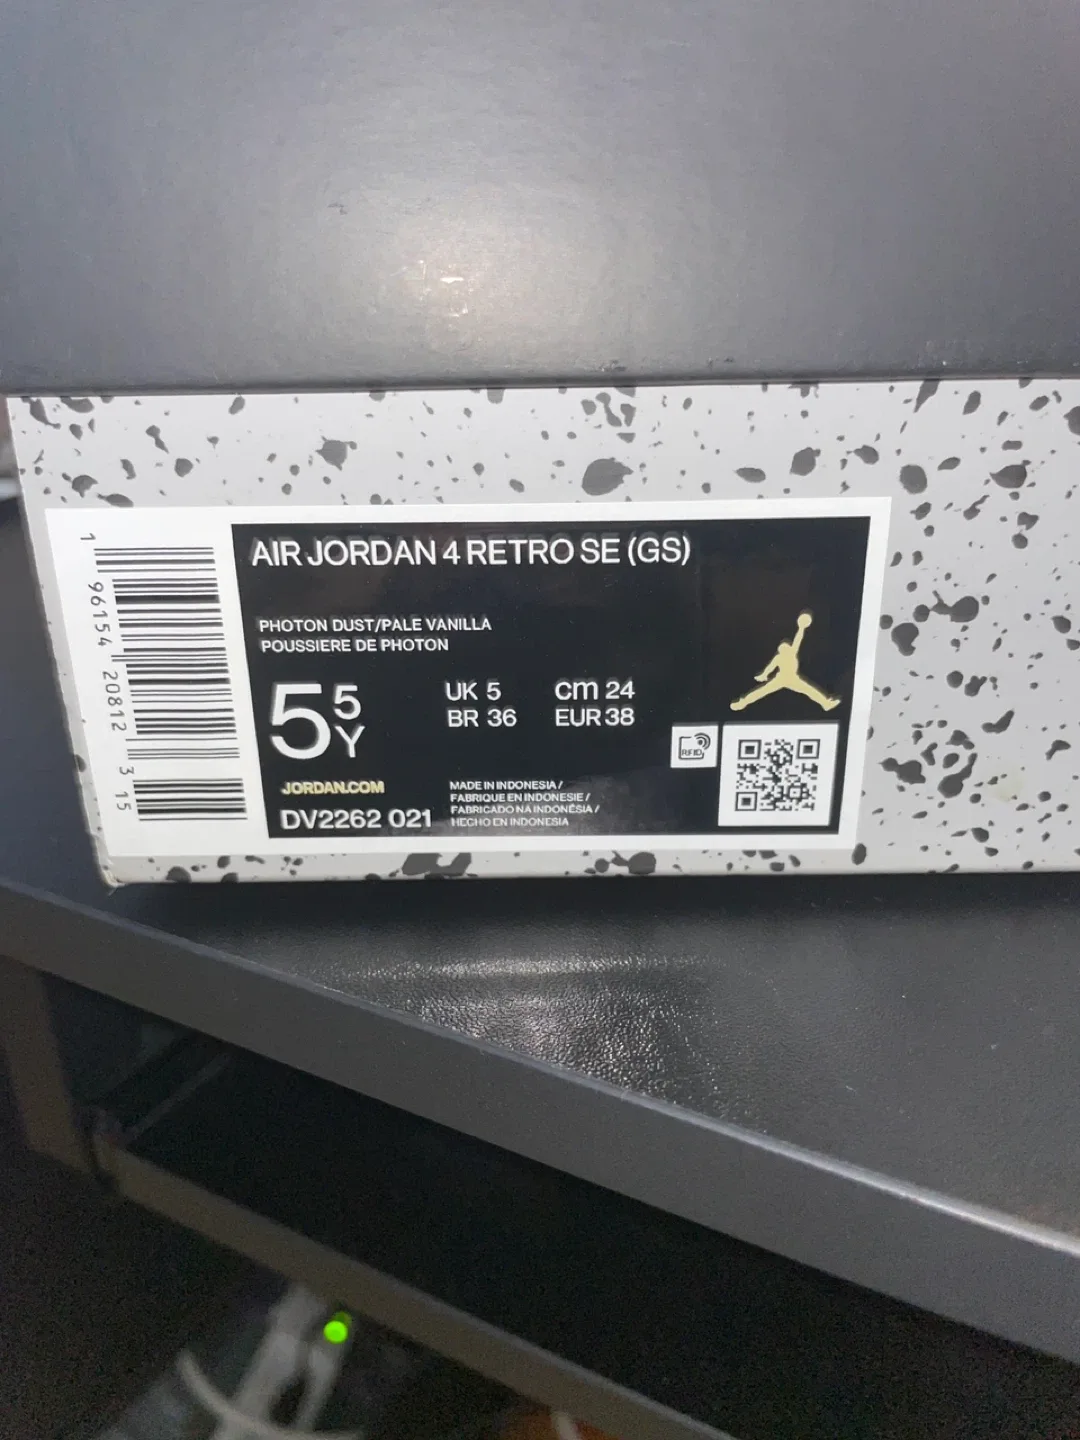 AIR JORDAN 4 RETRO SE (GS)
PHOTON DUST/PALE VANILLA
POUSSIERE DE PHOTON
5 5Y
UK 5 cm 24
BR 36 EUR 38
JORDAN.COM
DV2262 021
MADE IN INDONESIA /
FABRIQUE EN INDONESIE /
FABRICADO NA INDONÉSIA /
HECHO EN INDONESIA
RFID
1 96154 20812 3 15